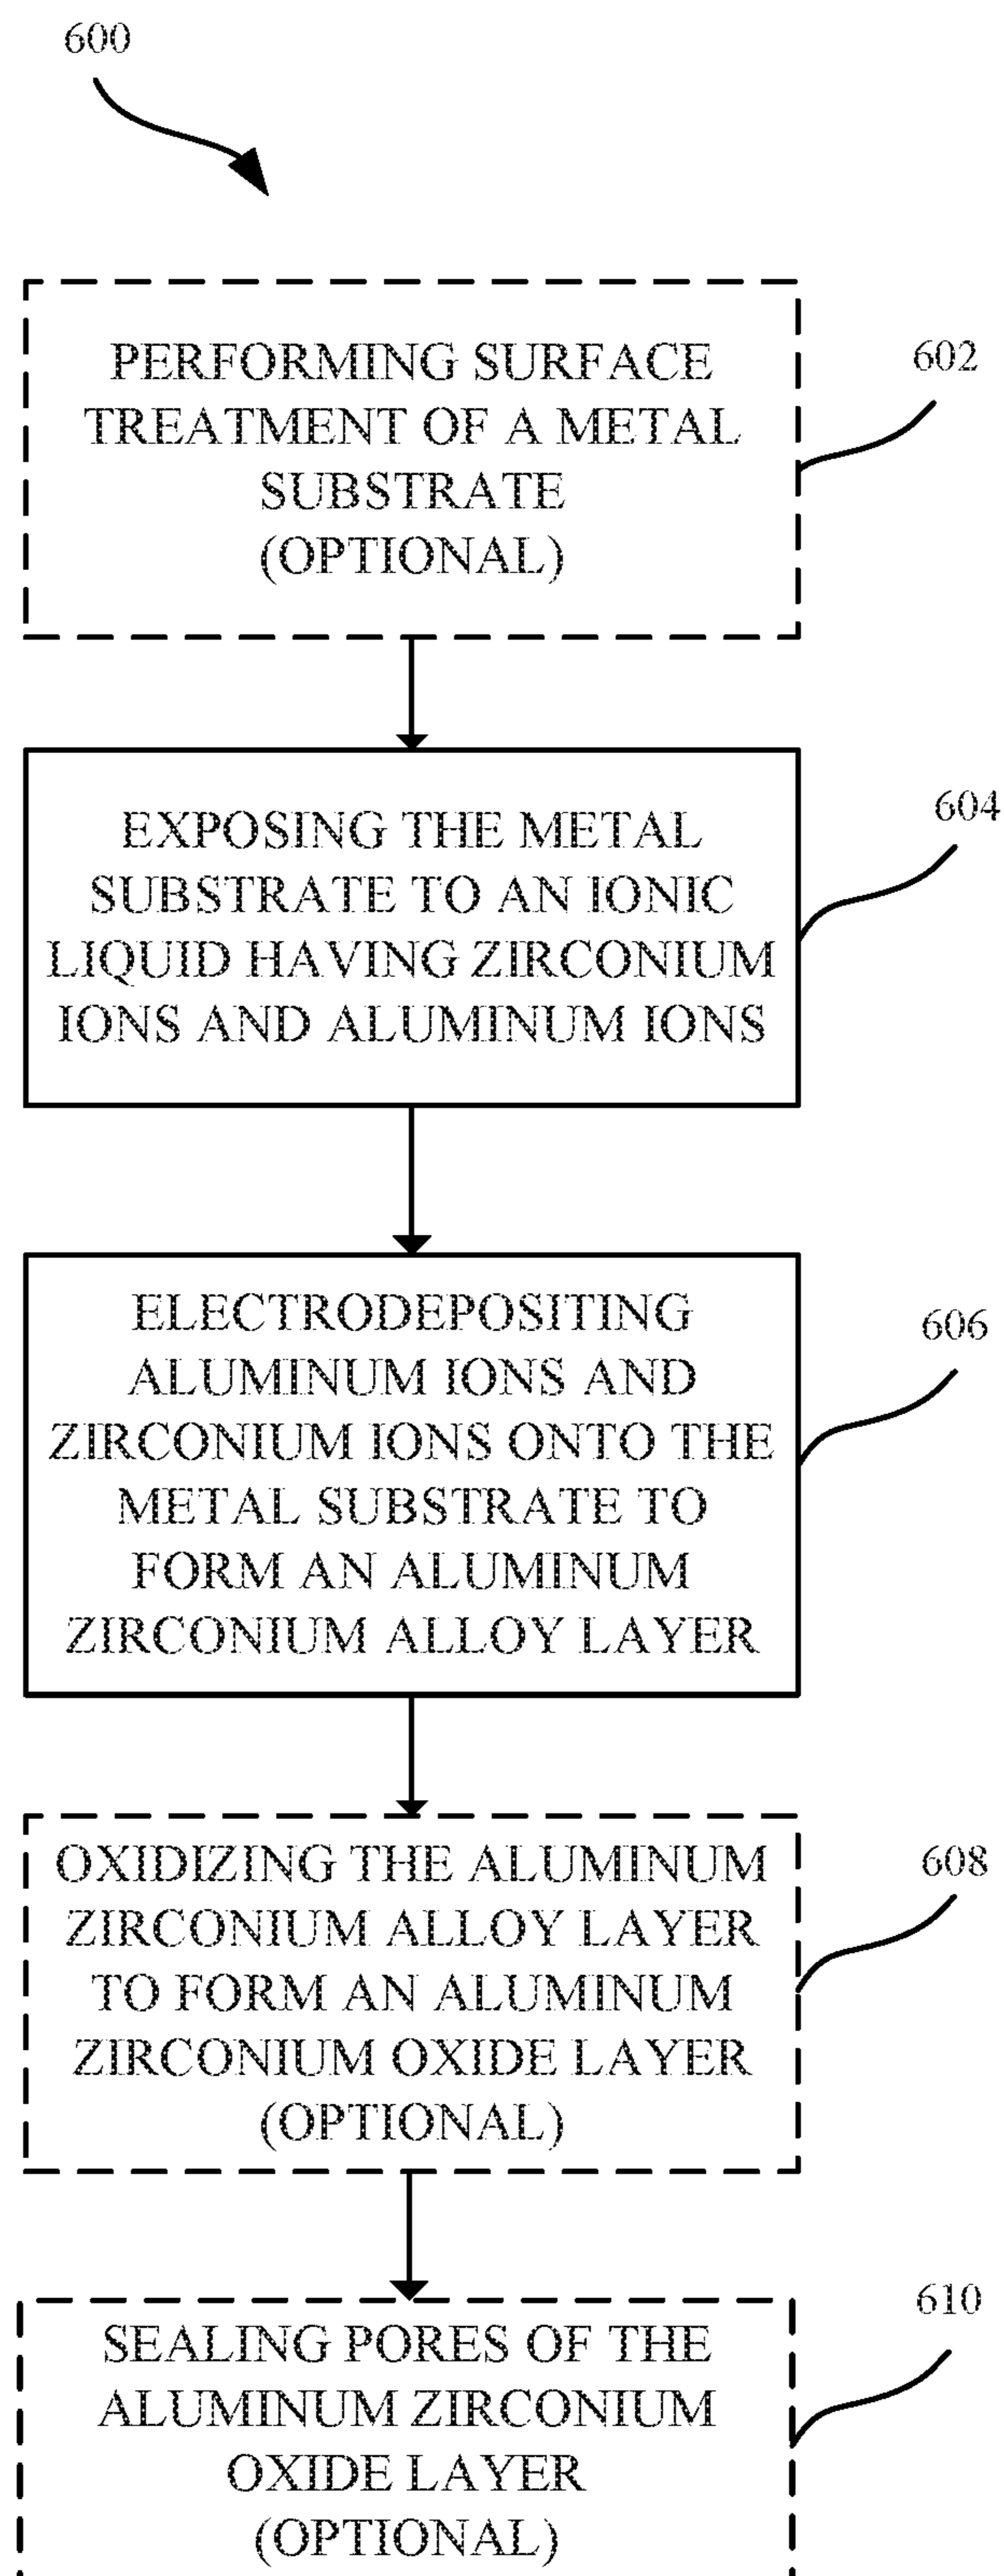 600
PERFORMING SURFACE
TREATMENT OF A METAL
SUBSTRATE
(OPTIONAL)
602
EXPOSING THE METAL
SUBSTRATE TO AN IONIC
LIQUID HAVING ZIRCONIUM
IONS AND ALUMINUM IONS
604
ELECTRODEPOSITING
ALUMINUM IONS AND
ZIRCONIUM IONS ONTO THE
METAL SUBSTRATE TO
FORM AN ALUMINUM
ZIRCONIUM ALLOY LAYER
606
OXIDIZING THE ALUMINUM
ZIRCONIUM ALLOY LAYER
TO FORM AN ALUMINUM
ZIRCONIUM OXIDE LAYER
(OPTIONAL)
608
SEALING PORES OF THE
ALUMINUM ZIRCONIUM
OXIDE LAYER
(OPTIONAL)
610